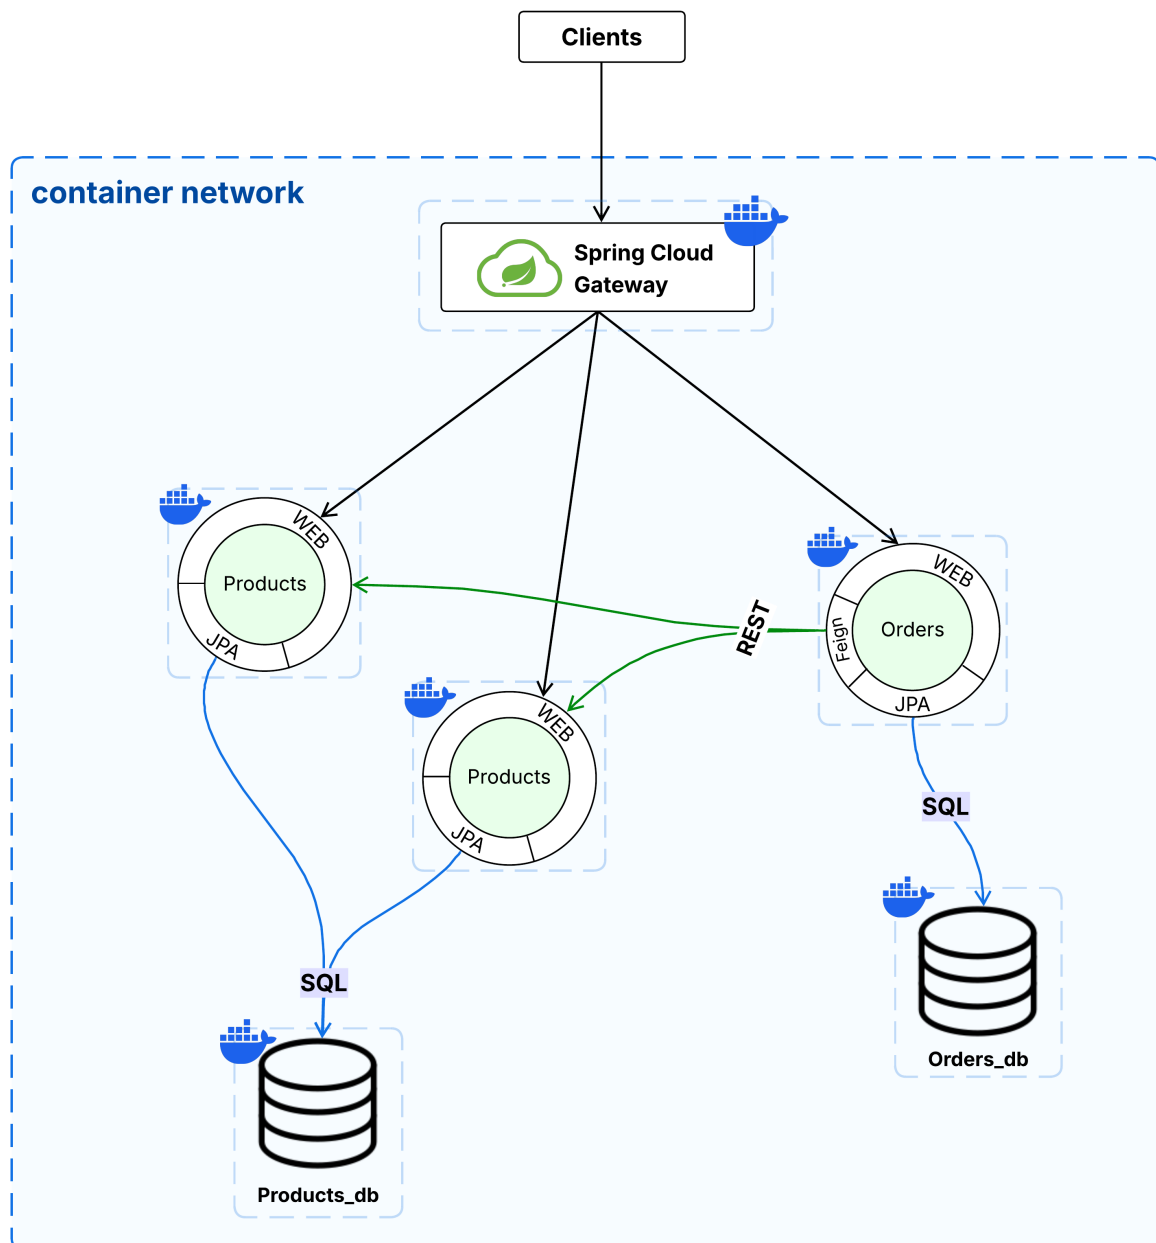 Clients
container network
Spring Cloud
Gateway
WEB
Products
JPA
WEB
Orders
Feign
JPA
REST
WEB
Products
JPA
SQL
SQL
Orders_db
Products_db